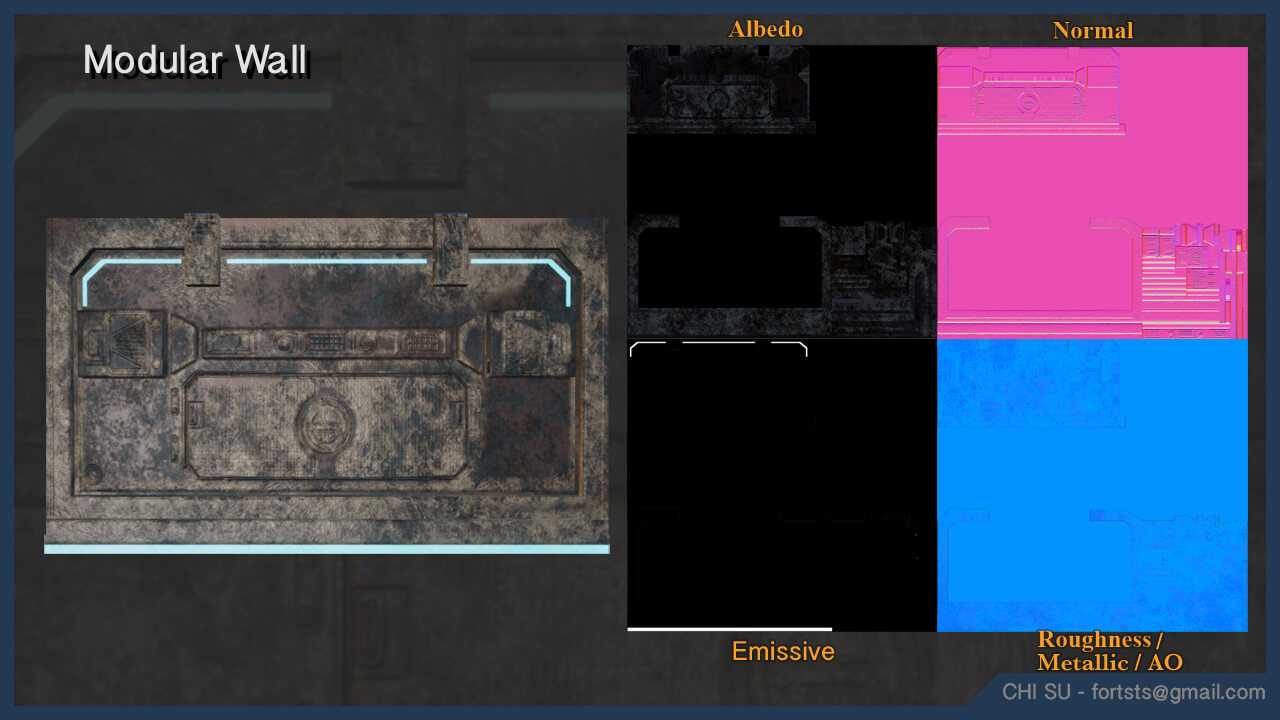 Modular Wall
Albedo
Normal
Emissive
Roughness /
Metallic / AO
CHI SU - fortsts@gmail.com